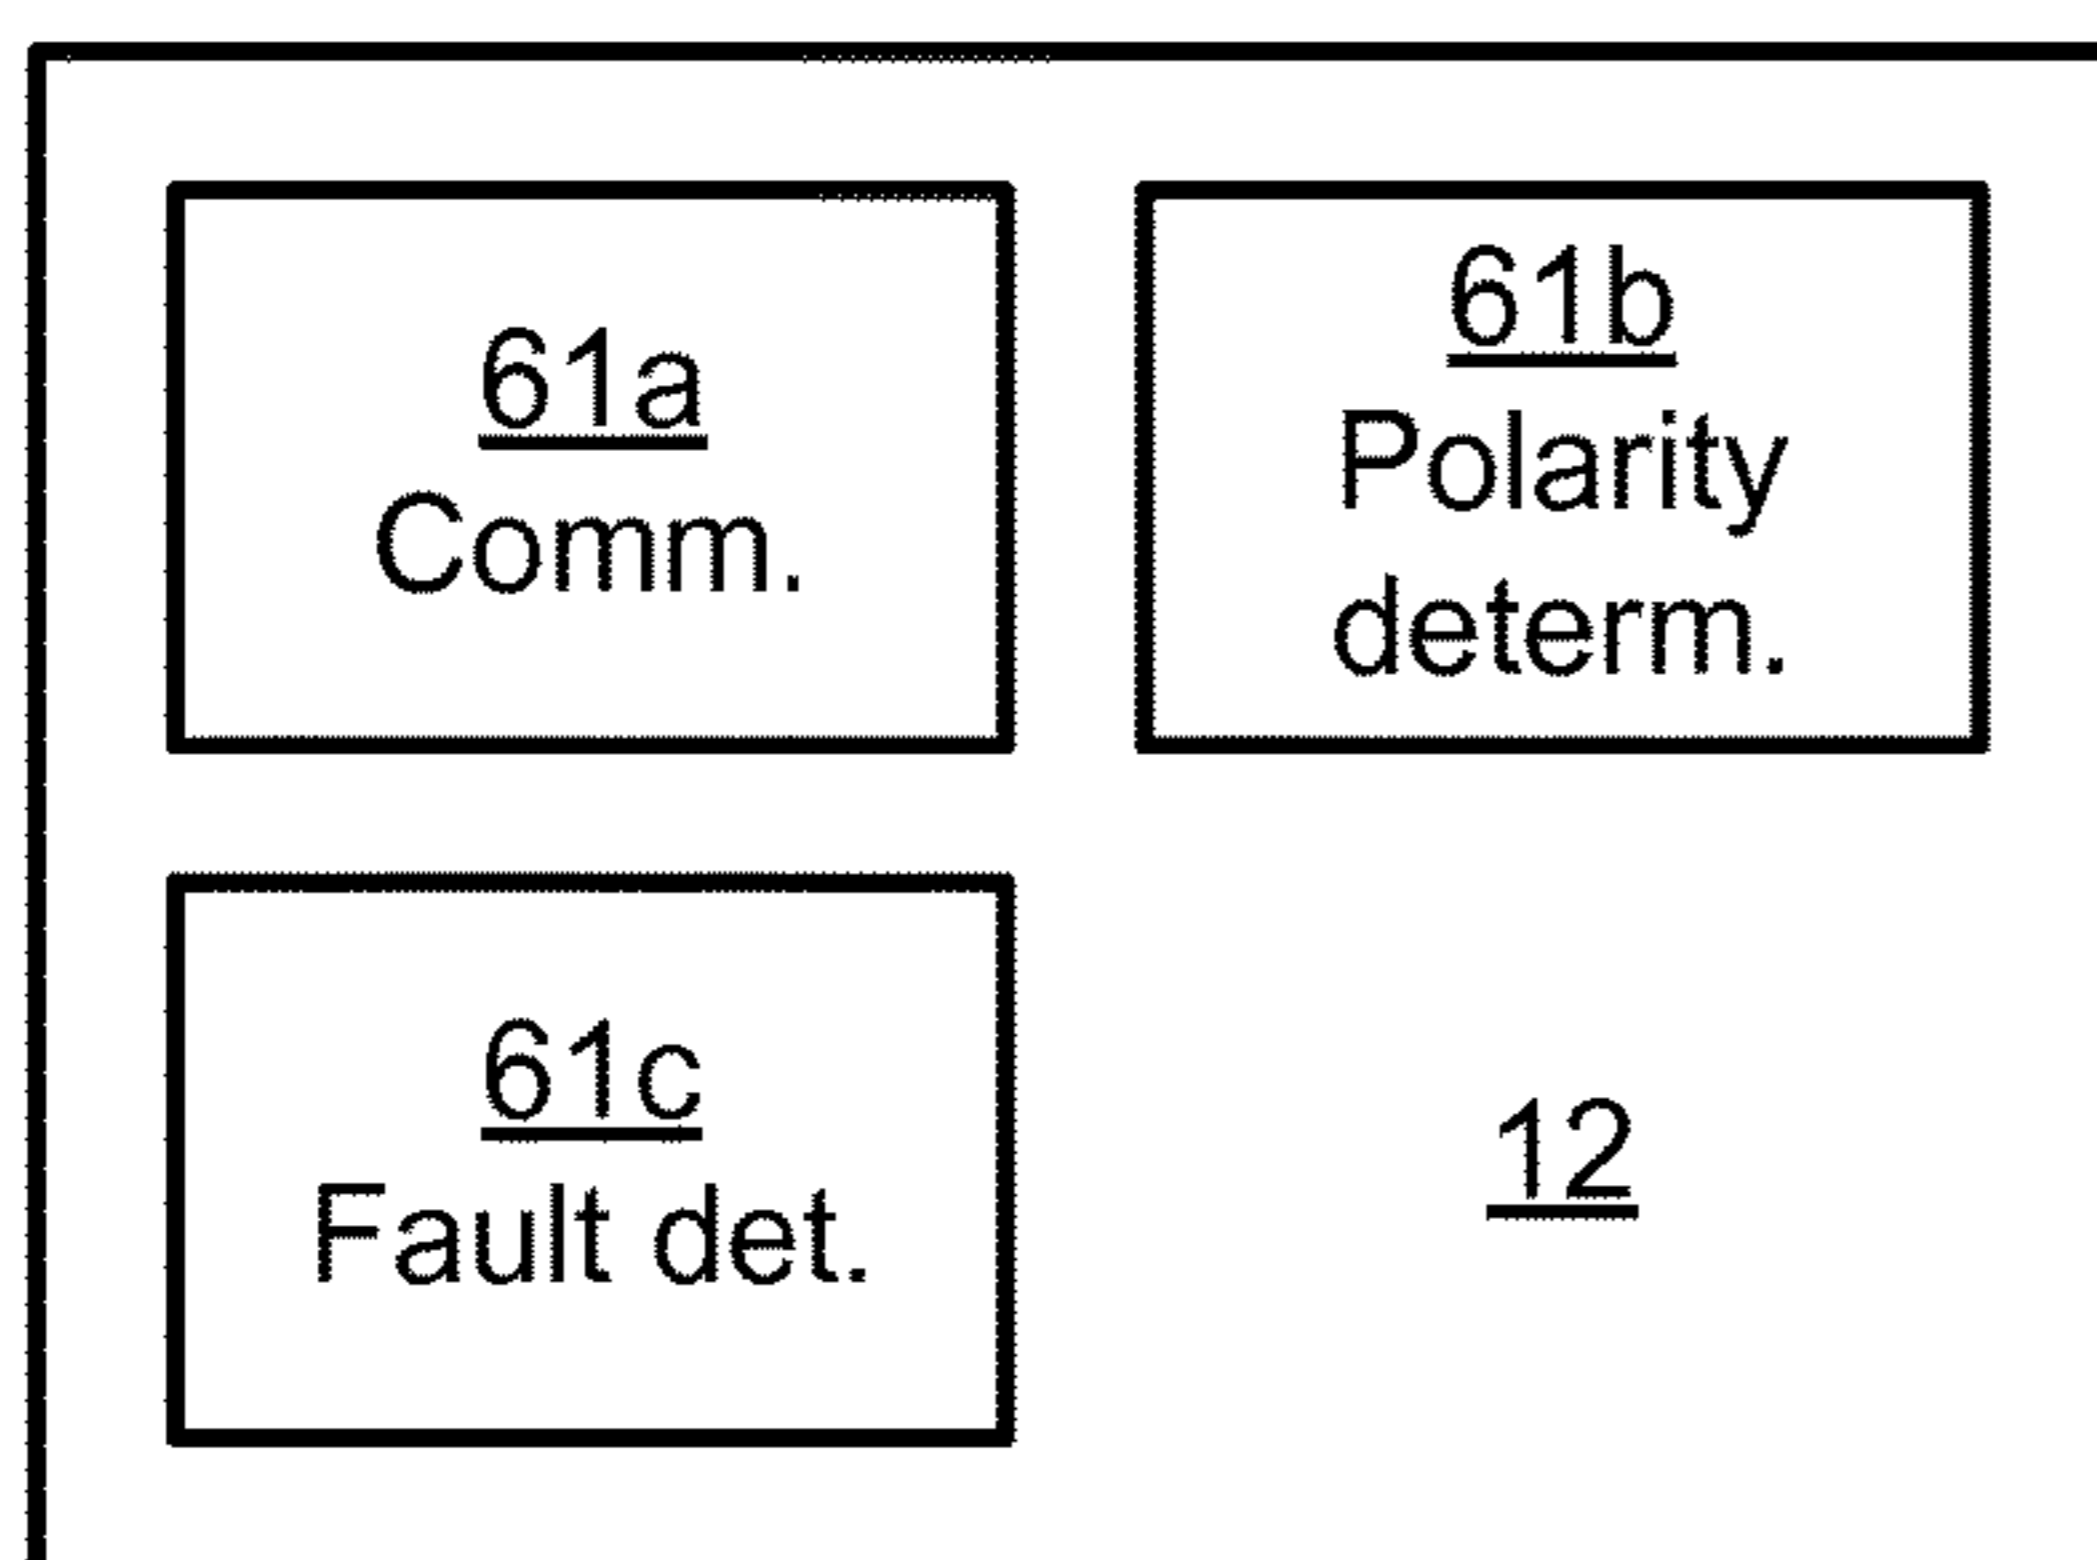 61a
Comm.
61b
Polarity
determ.
61c
Fault det.
12